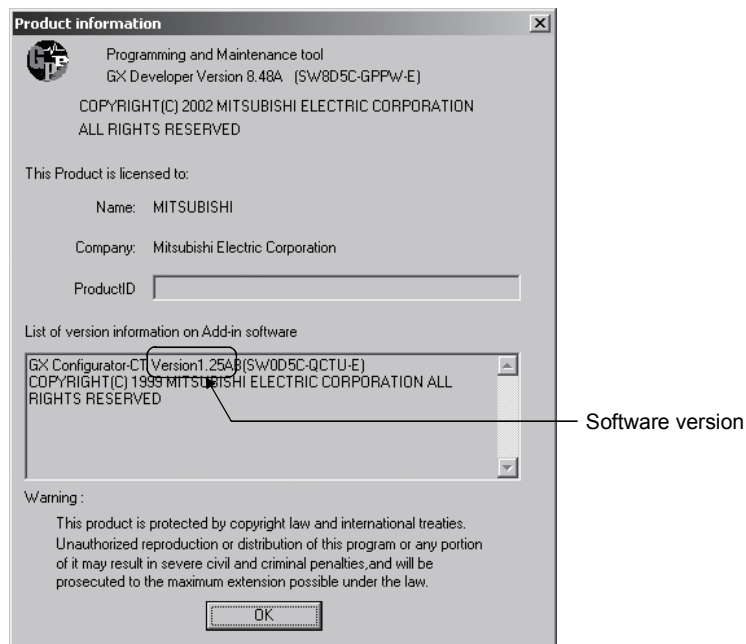 Product information
Programming and Maintenance tool
GX Developer Version 8.48A (SW8D5C-GPPW-E)
COPYRIGHT(C) 2002 MITSUBISHI ELECTRIC CORPORATION
ALL RIGHTS RESERVED
This Product is licensed to:
Name: MITSUBISHI
Company: Mitsubishi Electric Corporation
ProductID
List of version information on Add-in software
GX Configurator-CT Version1.25AB(SW0D5C-QCTU-E)
COPYRIGHT(C) 1999 MITSUBISHI ELECTRIC CORPORATION ALL
RIGHTS RESERVED
Software version
Warning :
This product is protected by copyright law and international treaties.
Unauthorized reproduction or distribution of this program or any portion
of it may result in severe civil and criminal penalties,and will be
prosecuted to the maximum extension possible under the law.
OK